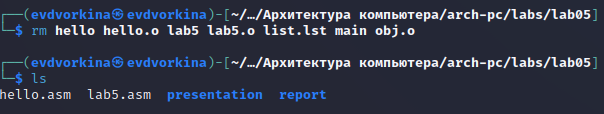 ┌──(evdvorkina㉿evdvorkina)-[~/…/Архитектура компьютера/arch-pc/labs/lab05]
└─$ rm hello hello.o lab5 lab5.o list.lst main obj.o
┌──(evdvorkina㉿evdvorkina)-[~/…/Архитектура компьютера/arch-pc/labs/lab05]
└─$ ls
hello.asm  lab5.asm  presentation  report